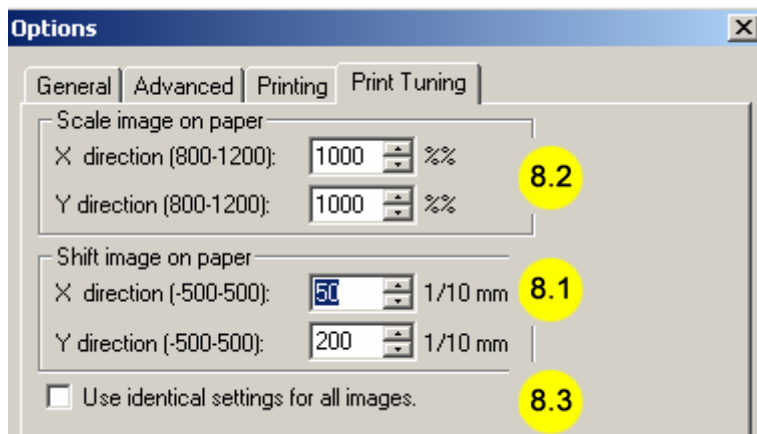 Options
General Advanced Printing Print Tuning
Scale image on paper
X direction (800-1200): 1000 %%
8.2
Y direction (800-1200): 1000 %%
Shift image on paper
X direction (-500-500): 50 1/10 mm
8.1
Y direction (-500-500): 200 1/10 mm
Use identical settings for all images.
8.3